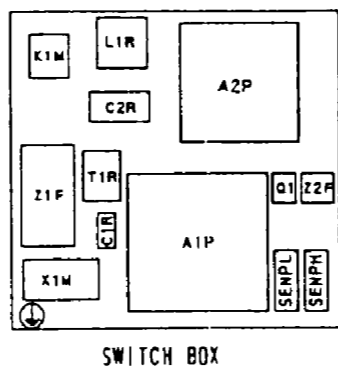 K1M
L1R
A2P
C2R
Z1F
T1R
Q1
Z2F
C1R
A1P
SENPL
SENPH
X1M
SWITCH BOX